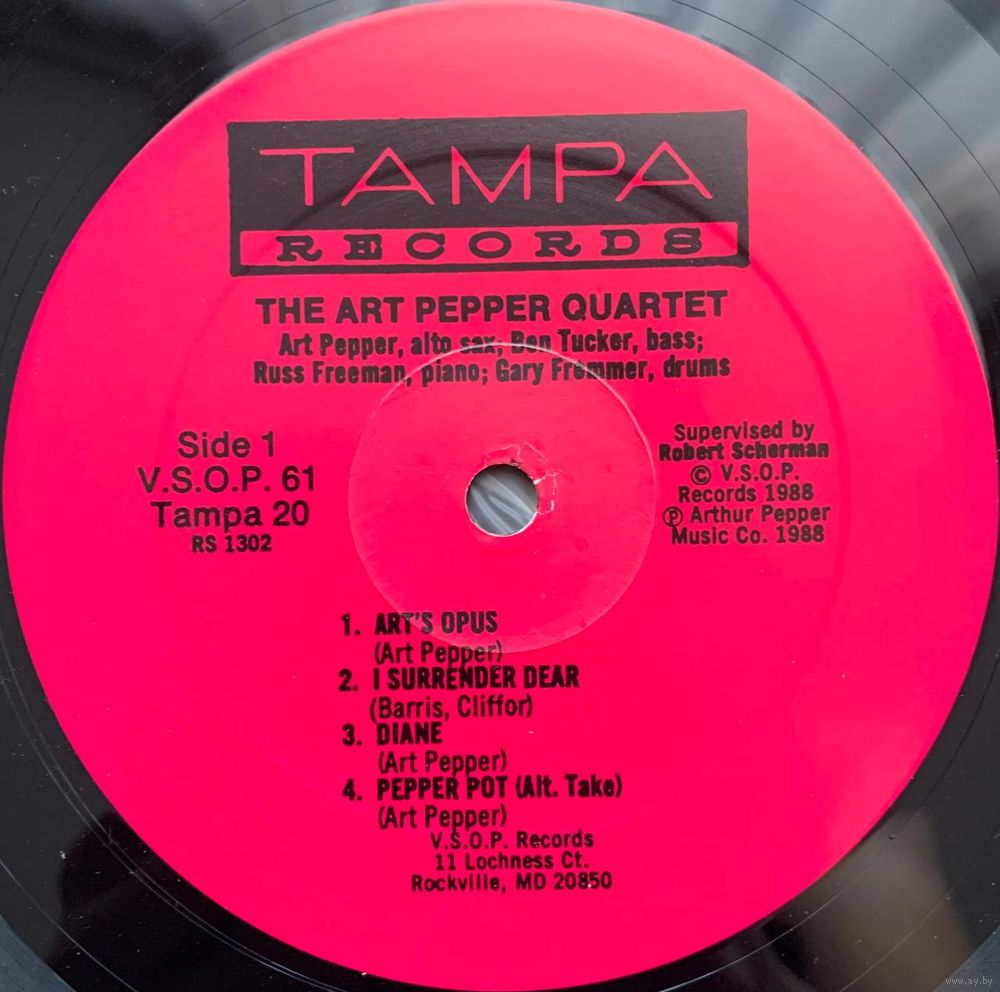 TAMPA
RECORDS
THE ART PEPPER QUARTET
Art Pepper, alto sax; Ben Tucker, bass;
Russ Freeman, piano; Gary Frommer, drums
Side 1
V.S.O.P. 61
Tampa 20
RS 1302
Supervised by
Robert Scherman
© V.S.O.P.
Records 1988
℗ Arthur Pepper
Music Co. 1988
1. ART'S OPUS
(Art Pepper)
2. I SURRENDER DEAR
(Barris, Cliffor)
3. DIANE
(Art Pepper)
4. PEPPER POT (Alt. Take)
(Art Pepper)
V.S.O.P. Records
11 Lochness Ct.
Rockville, MD 20850
www.ay.by